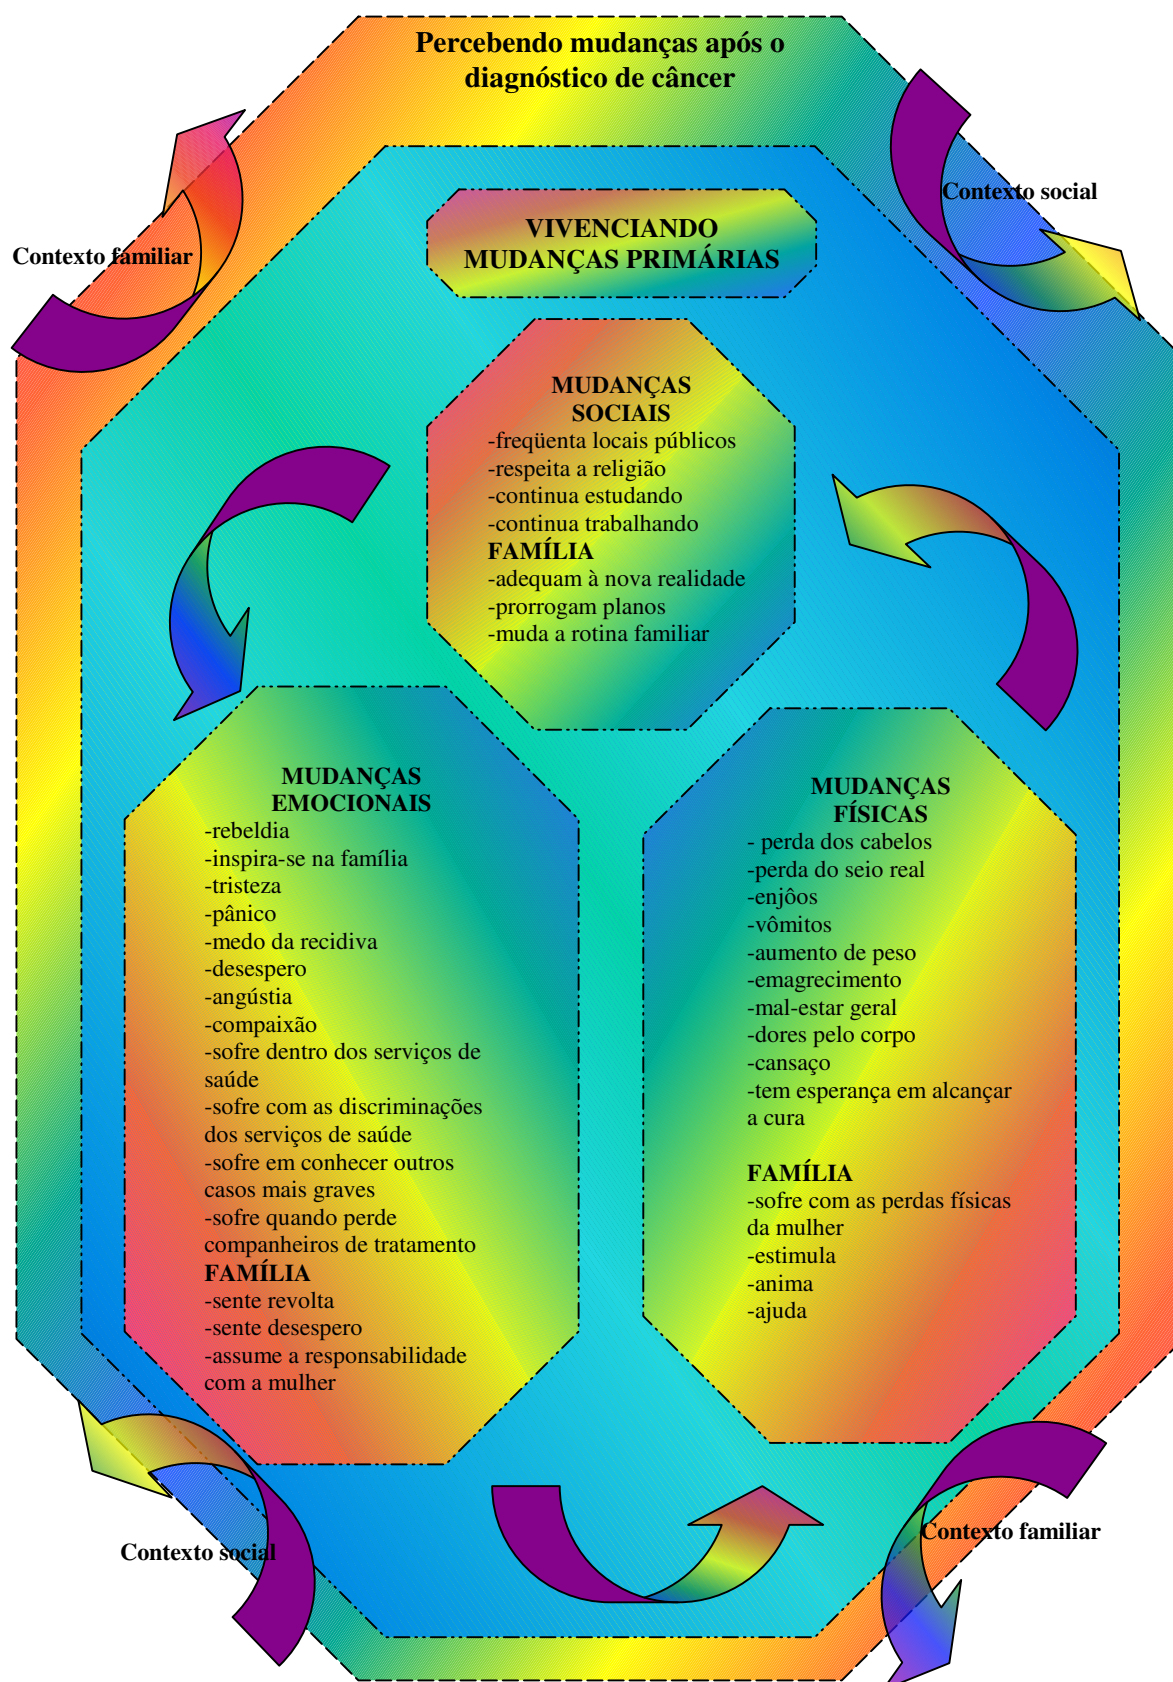 Percebendo mudanças após o
diagnóstico de câncer
Contexto social
Contexto familiar
VIVENCIANDO
MUDANÇAS PRIMÁRIAS
MUDANÇAS
SOCIAIS
-freqüenta locais públicos
-respeita a religião
-continua estudando
-continua trabalhando
FAMÍLIA
-adequam à nova realidade
-prorrogam planos
-muda a rotina familiar
MUDANÇAS
EMOCIONAIS
-rebeldia
-inspira-se na família
-tristeza
-pânico
-medo da recidiva
-desespero
-angústia
-compaixão
-sofre dentro dos serviços de
saúde
-sofre com as discriminações
dos serviços de saúde
-sofre em conhecer outros
casos mais graves
-sofre quando perde
companheiros de tratamento
FAMÍLIA
-sente revolta
-sente desespero
-assume a responsabilidade
com a mulher
MUDANÇAS
FÍSICAS
- perda dos cabelos
-perda do seio real
-enjôos
-vômitos
-aumento de peso
-emagrecimento
-mal-estar geral
-dores pelo corpo
-cansaço
-tem esperança em alcançar
a cura
FAMÍLIA
-sofre com as perdas físicas
da mulher
-estimula
-anima
-ajuda
Contexto social
Contexto familiar